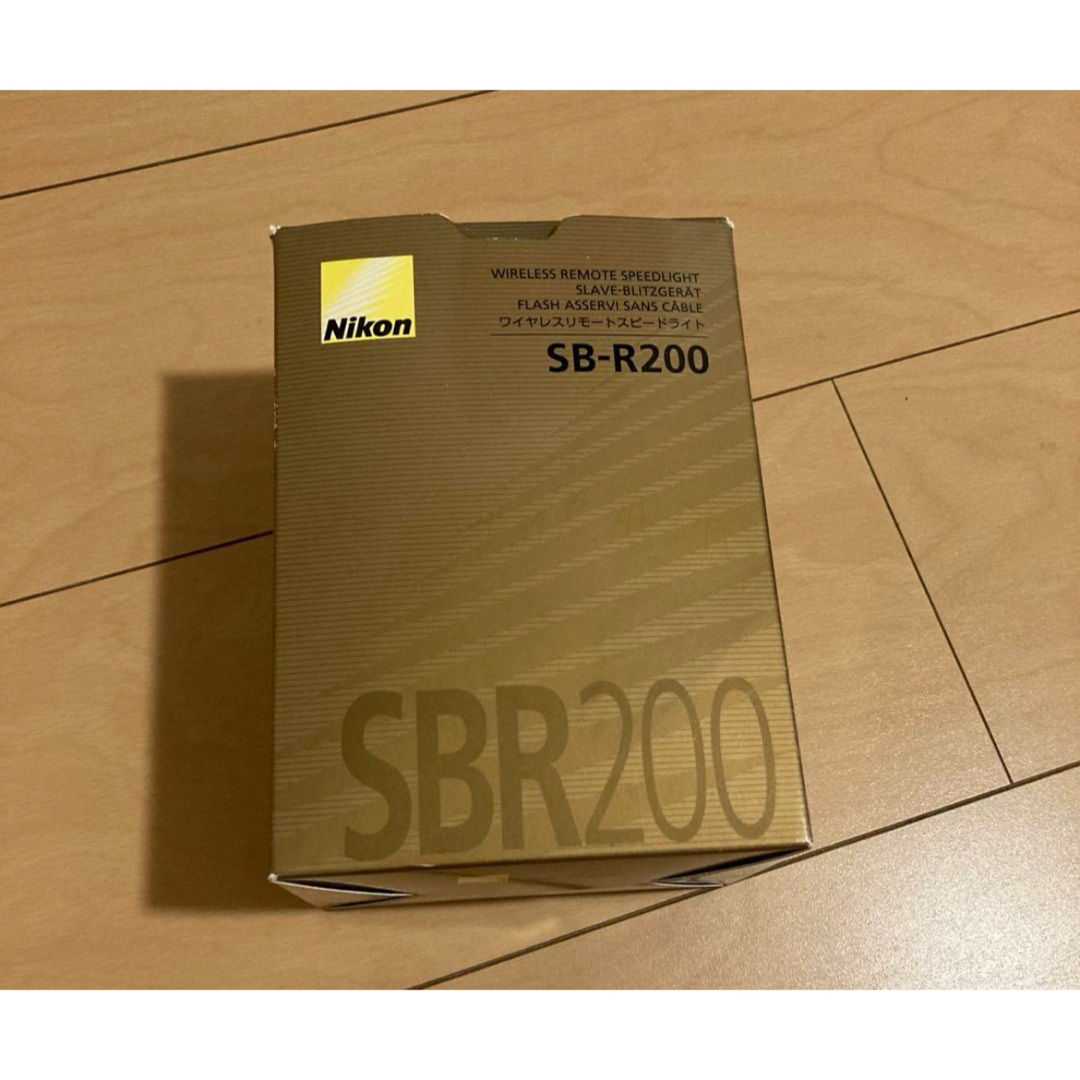 Nikon
WIRELESS REMOTE SPEEDLIGHT
SLAVE-BLITZGERÄT
FLASH ASSERVI SANS CÂBLE
ワイヤレスリモートスピードライト
SB-R200
SBR200